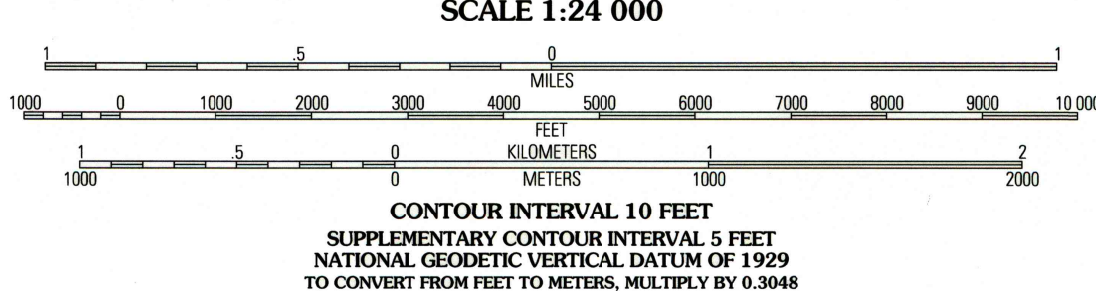 SCALE 1:24 000
1 .5 0 1
MILES
1000 0 1000 2000 3000 4000 5000 6000 7000 8000 9000 10 000
FEET
1 .5 0 KILOMETERS 1 2
1000 0 METERS 1000 2000
CONTOUR INTERVAL 10 FEET
SUPPLEMENTARY CONTOUR INTERVAL 5 FEET
NATIONAL GEODETIC VERTICAL DATUM OF 1929
TO CONVERT FROM FEET TO METERS, MULTIPLY BY 0.3048